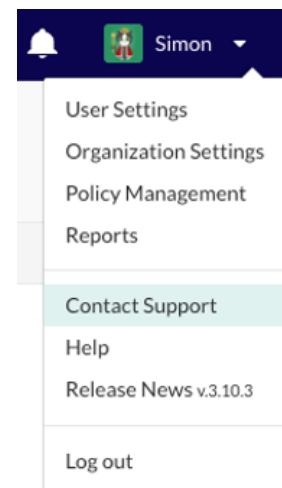 Simon
User Settings
Organization Settings
Policy Management
Reports
Contact Support
Help
Release News v.3.10.3
Log out